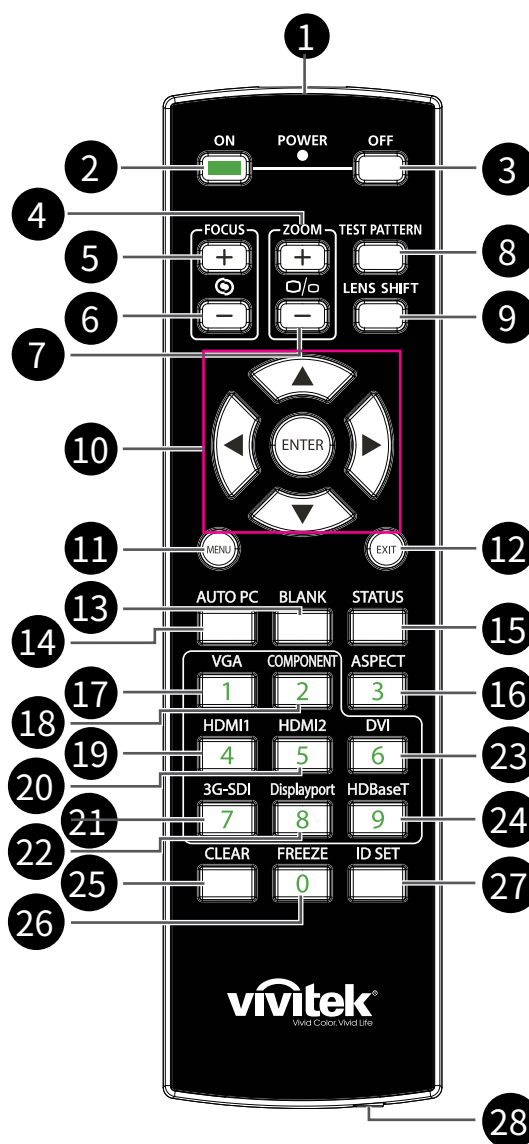 1
ON POWER OFF
2
3
4
FOCUS ZOOM TEST PATTERN
5 + + 8
LENS SHIFT
6 − − 9
7
10 ENTER
11 MENU EXIT 12
13
AUTO PC BLANK STATUS
14 15
VGA COMPONENT ASPECT
17 1 2 3 16
18
HDMI1 HDMI2 DVI
19 4 5 6 23
20
3G-SDI Displayport HDBaseT
21 7 8 9 24
22
CLEAR FREEZE ID SET
25 0 27
26
vivitek®
Vivid Color, Vivid Life
28